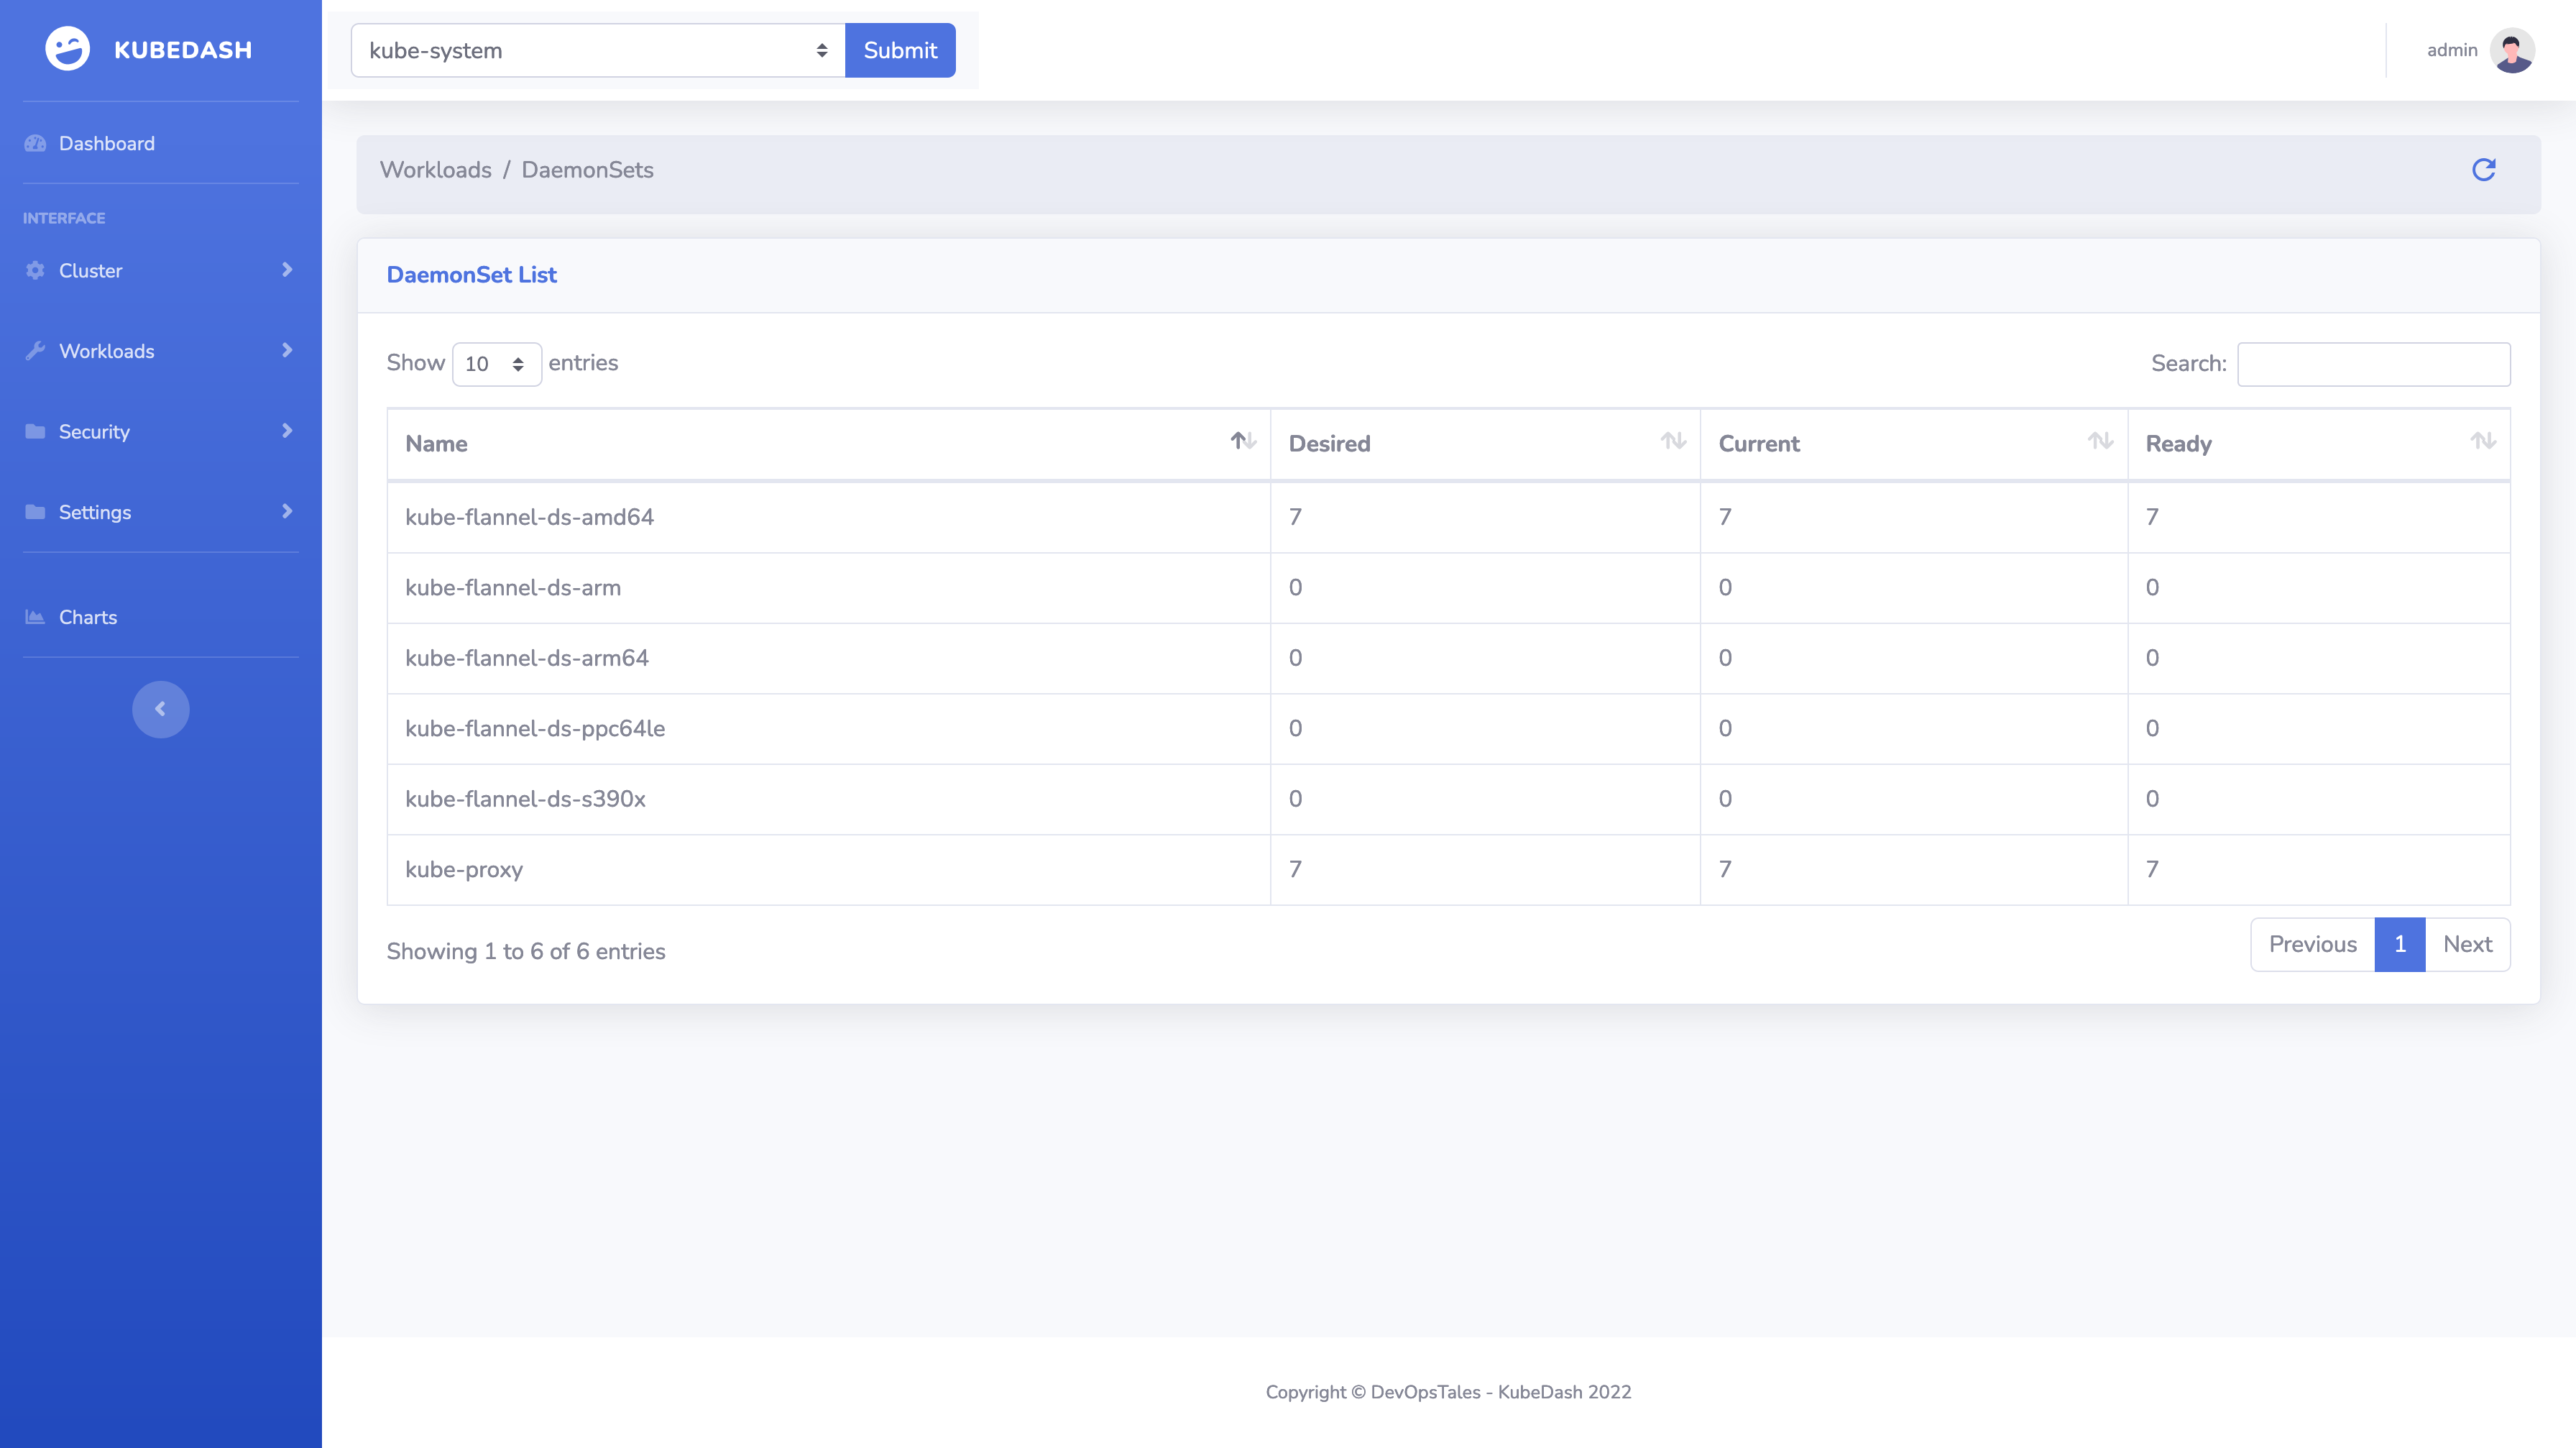 KUBEDASH
kube-system
Submit
admin
Dashboard
INTERFACE
Cluster
Workloads
Security
Settings
Charts
Workloads / DaemonSets
DaemonSet List
Show 10 entries
Search:
Name Desired Current Ready
kube-flannel-ds-amd64 7 7 7
kube-flannel-ds-arm 0 0 0
kube-flannel-ds-arm64 0 0 0
kube-flannel-ds-ppc64le 0 0 0
kube-flannel-ds-s390x 0 0 0
kube-proxy 7 7 7
Showing 1 to 6 of 6 entries
Previous 1 Next
Copyright © DevOpsTales - KubeDash 2022